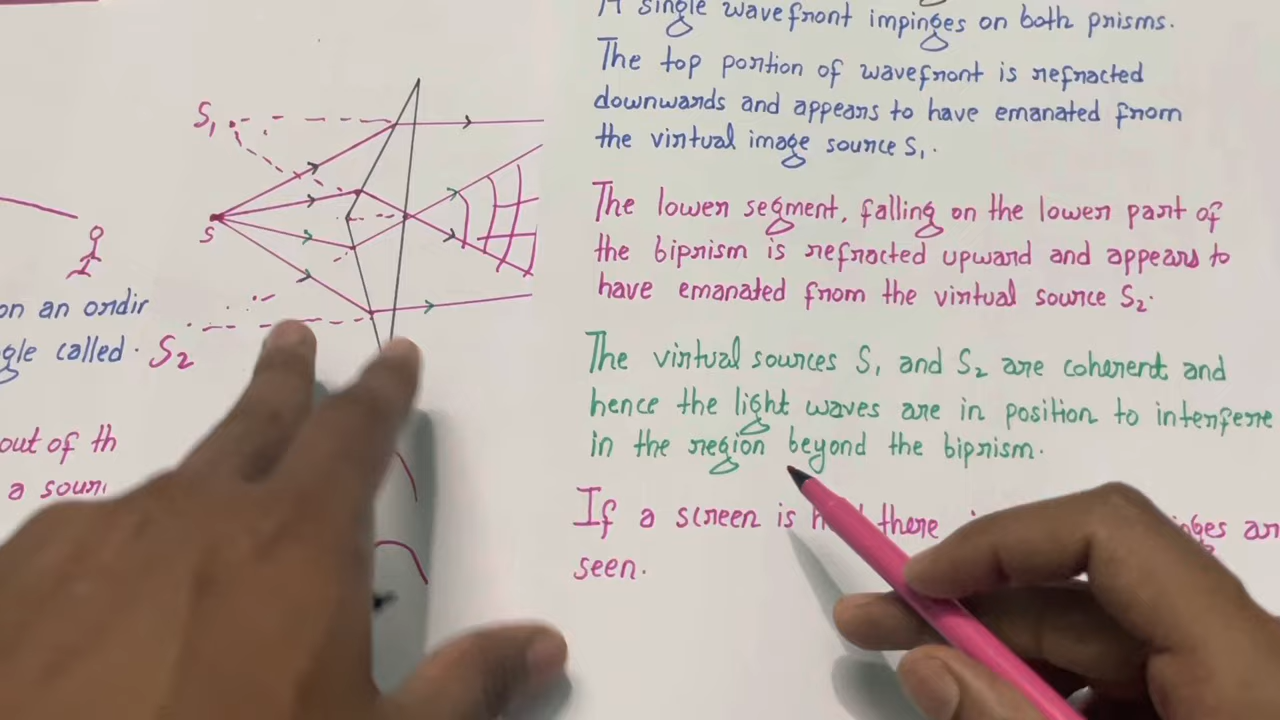 A single wavefront impinges on both prisms.
The top portion of wavefront is refracted
downwards and appears to have emanated from
the virtual image source S₁.
The lower segment, falling on the lower part of
the biprism is refracted upward and appears to
have emanated from the virtual source S₂.
The virtual sources S₁ and S₂ are coherent and
hence the light waves are in position to interfere
in the region beyond the biprism.
If a screen is there
seen.
S₁
S
S₂
on an
called.
out of
a